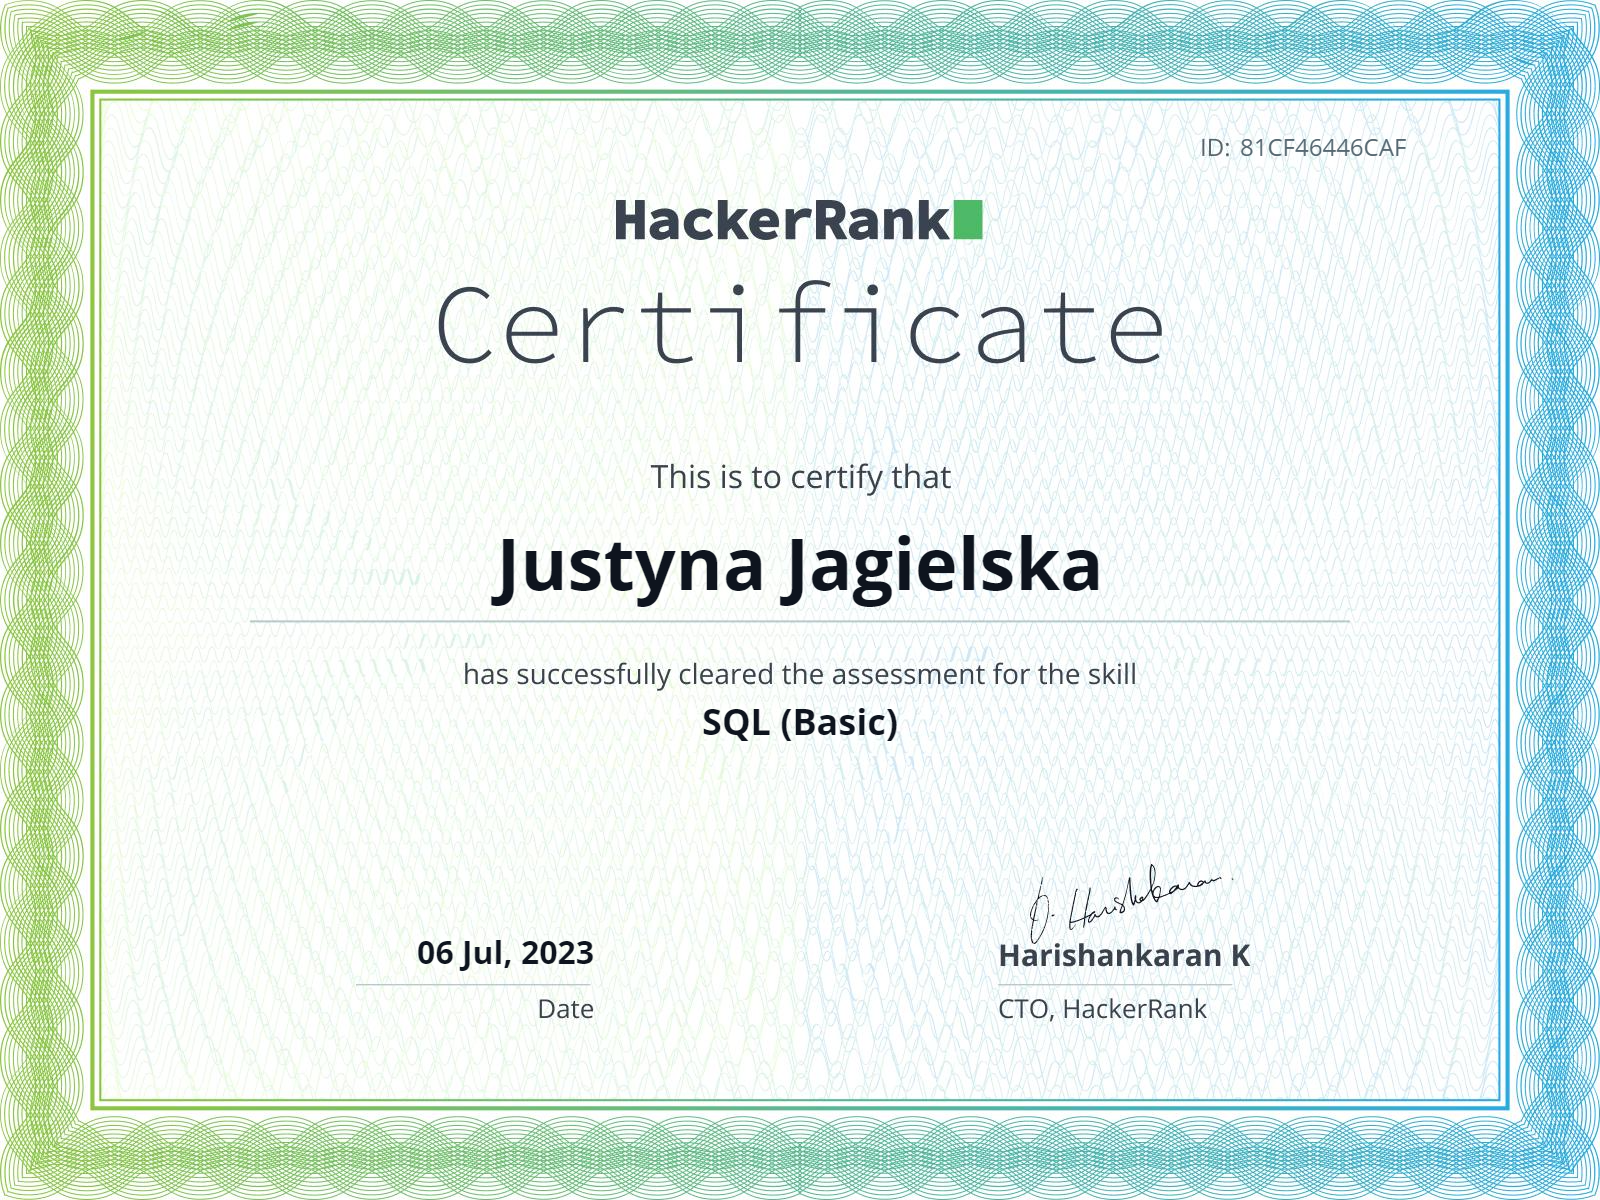 ID: 81CF46446CAF
HackerRank
Certificate
This is to certify that
Justyna Jagielska
has successfully cleared the assessment for the skill
SQL (Basic)
J. Harishankaran
06 Jul, 2023
Harishankaran K
Date
CTO, HackerRank